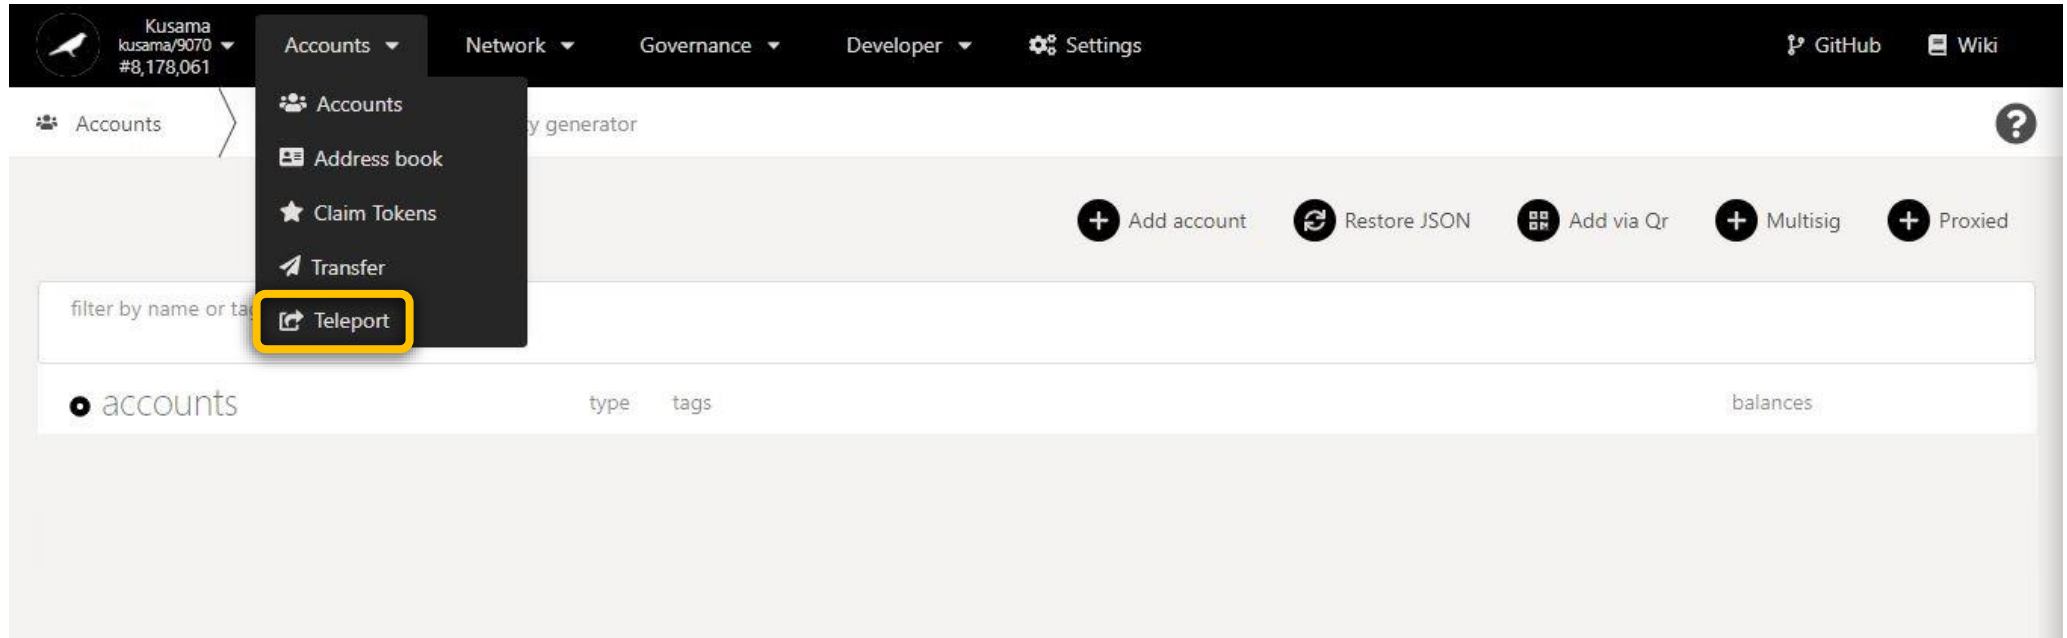 Kusama
kusama/9070
#8,178,061
Accounts
Network
Governance
Developer
Settings
GitHub
Wiki
Accounts
Accounts
Address book
Claim Tokens
Transfer
Teleport
y generator
Add account
Restore JSON
Add via Qr
Multisig
Proxied
filter by name or ta
accounts
type
tags
balances